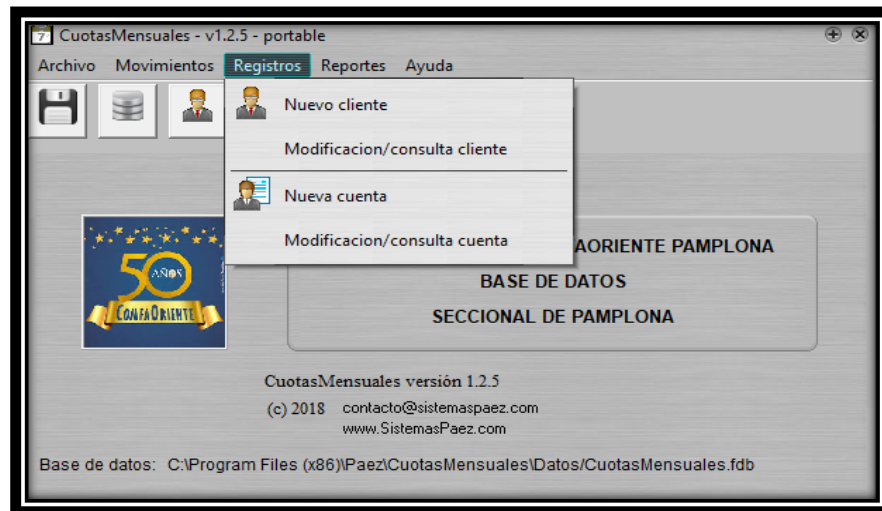 CuotasMensuales - v1.2.5 - portable
Archivo Movimientos Registros Reportes Ayuda
Nuevo cliente
Modificacion/consulta cliente
Nueva cuenta
Modificacion/consulta cuenta
50
AÑOS
COMFAORIENTE
AORIENTE PAMPLONA
BASE DE DATOS
SECCIONAL DE PAMPLONA
CuotasMensuales versión 1.2.5
(c) 2018 contacto@sistemaspaez.com
www.SistemasPaez.com
Base de datos: C:\Program Files (x86)\Paez\CuotasMensuales\Datos/CuotasMensuales.fdb